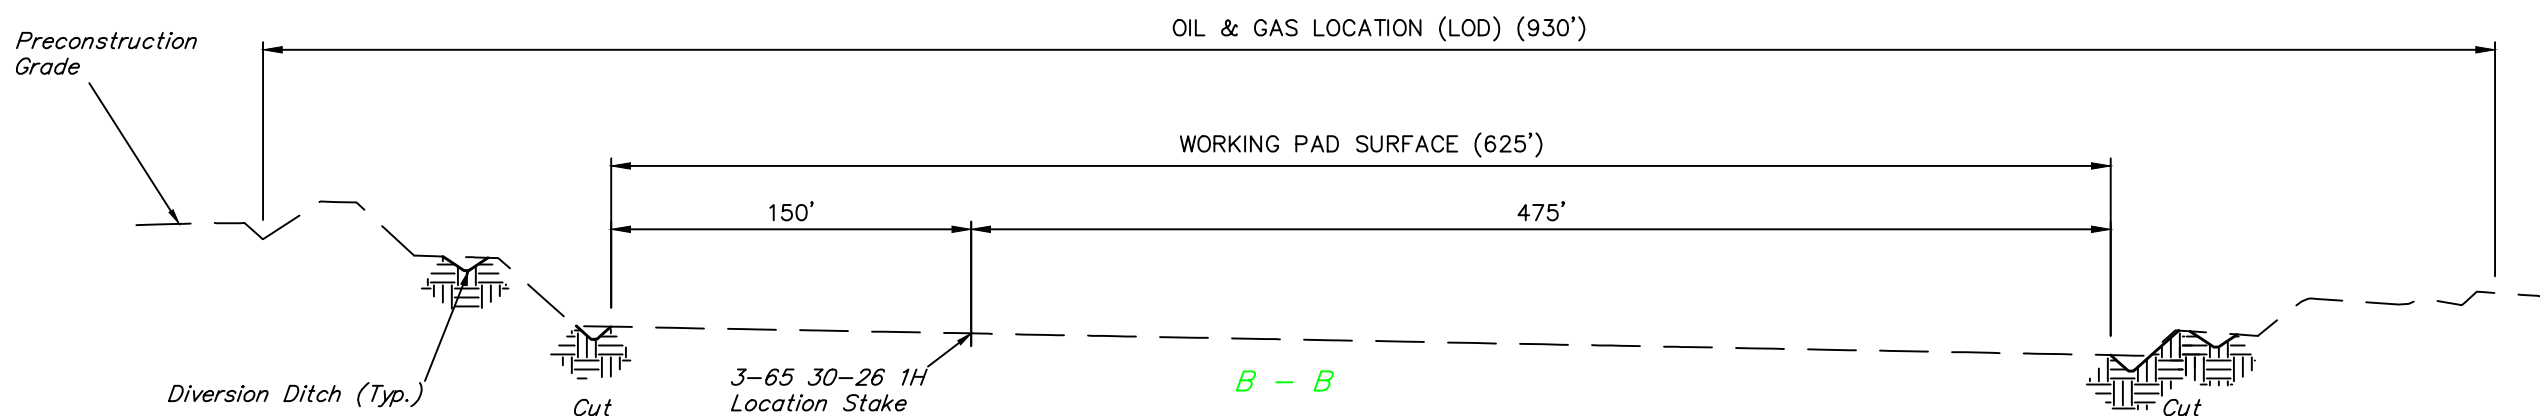 OIL & GAS LOCATION (LOD) (930')
Preconstruction
Grade
WORKING PAD SURFACE (625')
150'
475'
3-65 30-26 1H
Location Stake
B - B
Diversion Ditch (Typ.)
Cut
Cut